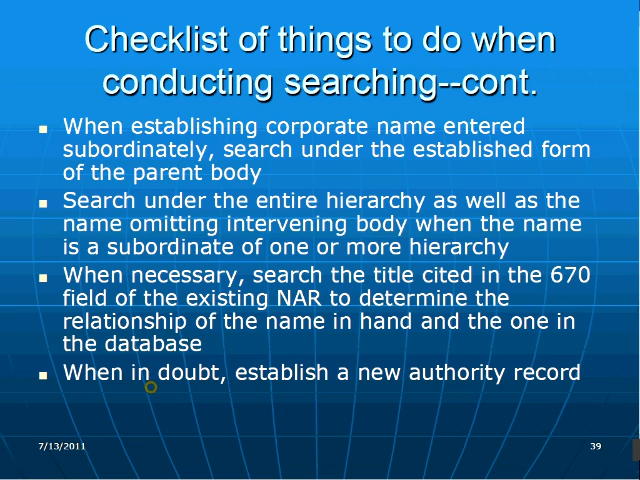 Checklist of things to do when
conducting searching--cont.
When establishing corporate name entered
subordinately, search under the established form
of the parent body
Search under the entire hierarchy as well as the
name omitting intervening body when the name
is a subordinate of one or more hierarchy
When necessary, search the title cited in the 670
field of the existing NAR to determine the
relationship of the name in hand and the one in
the database
When in doubt, establish a new authority record
7/13/2011
39